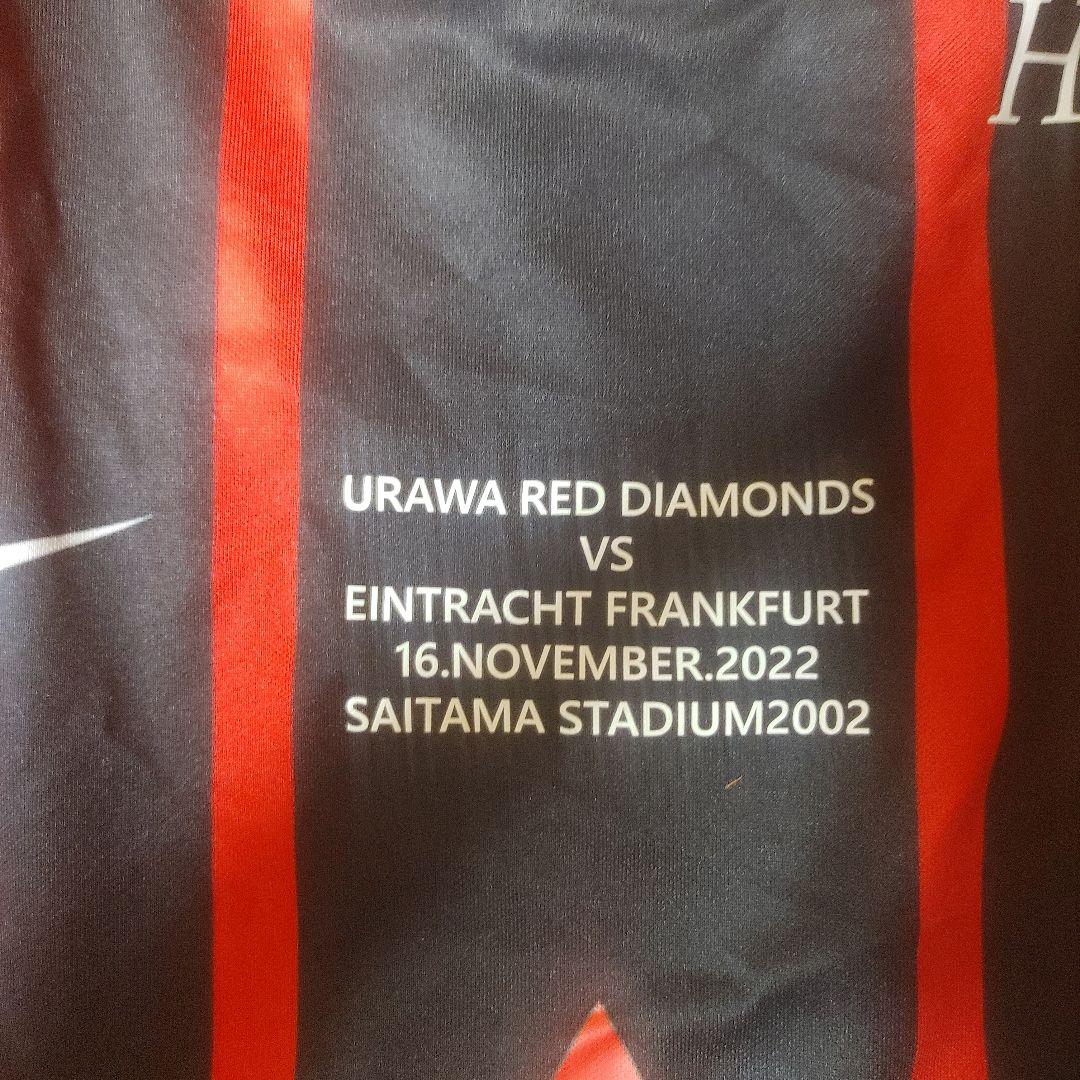 H
URAWA RED DIAMONDS
VS
EINTRACHT FRANKFURT
16.NOVEMBER.2022
SAITAMA STADIUM2002